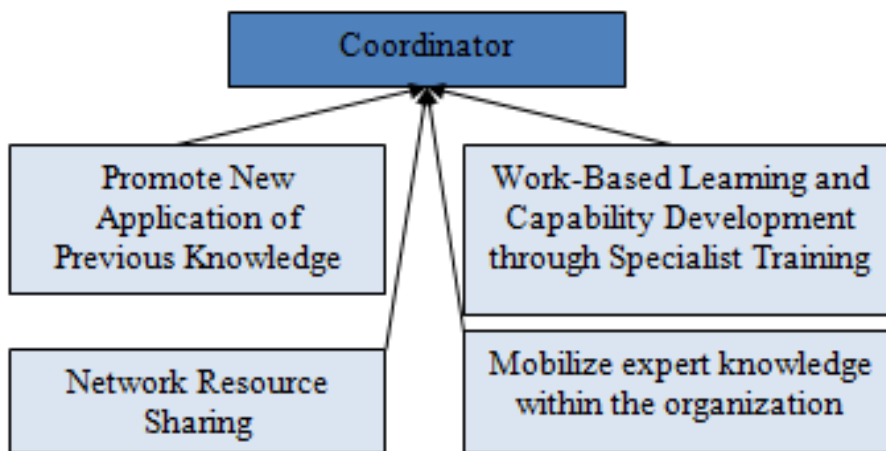 Coordinator
Promote New
Application of
Previous Knowledge
Work-Based Learning and
Capability Development
through Specialist Training
Network Resource
Sharing
Mobilize expert knowledge
within the organization